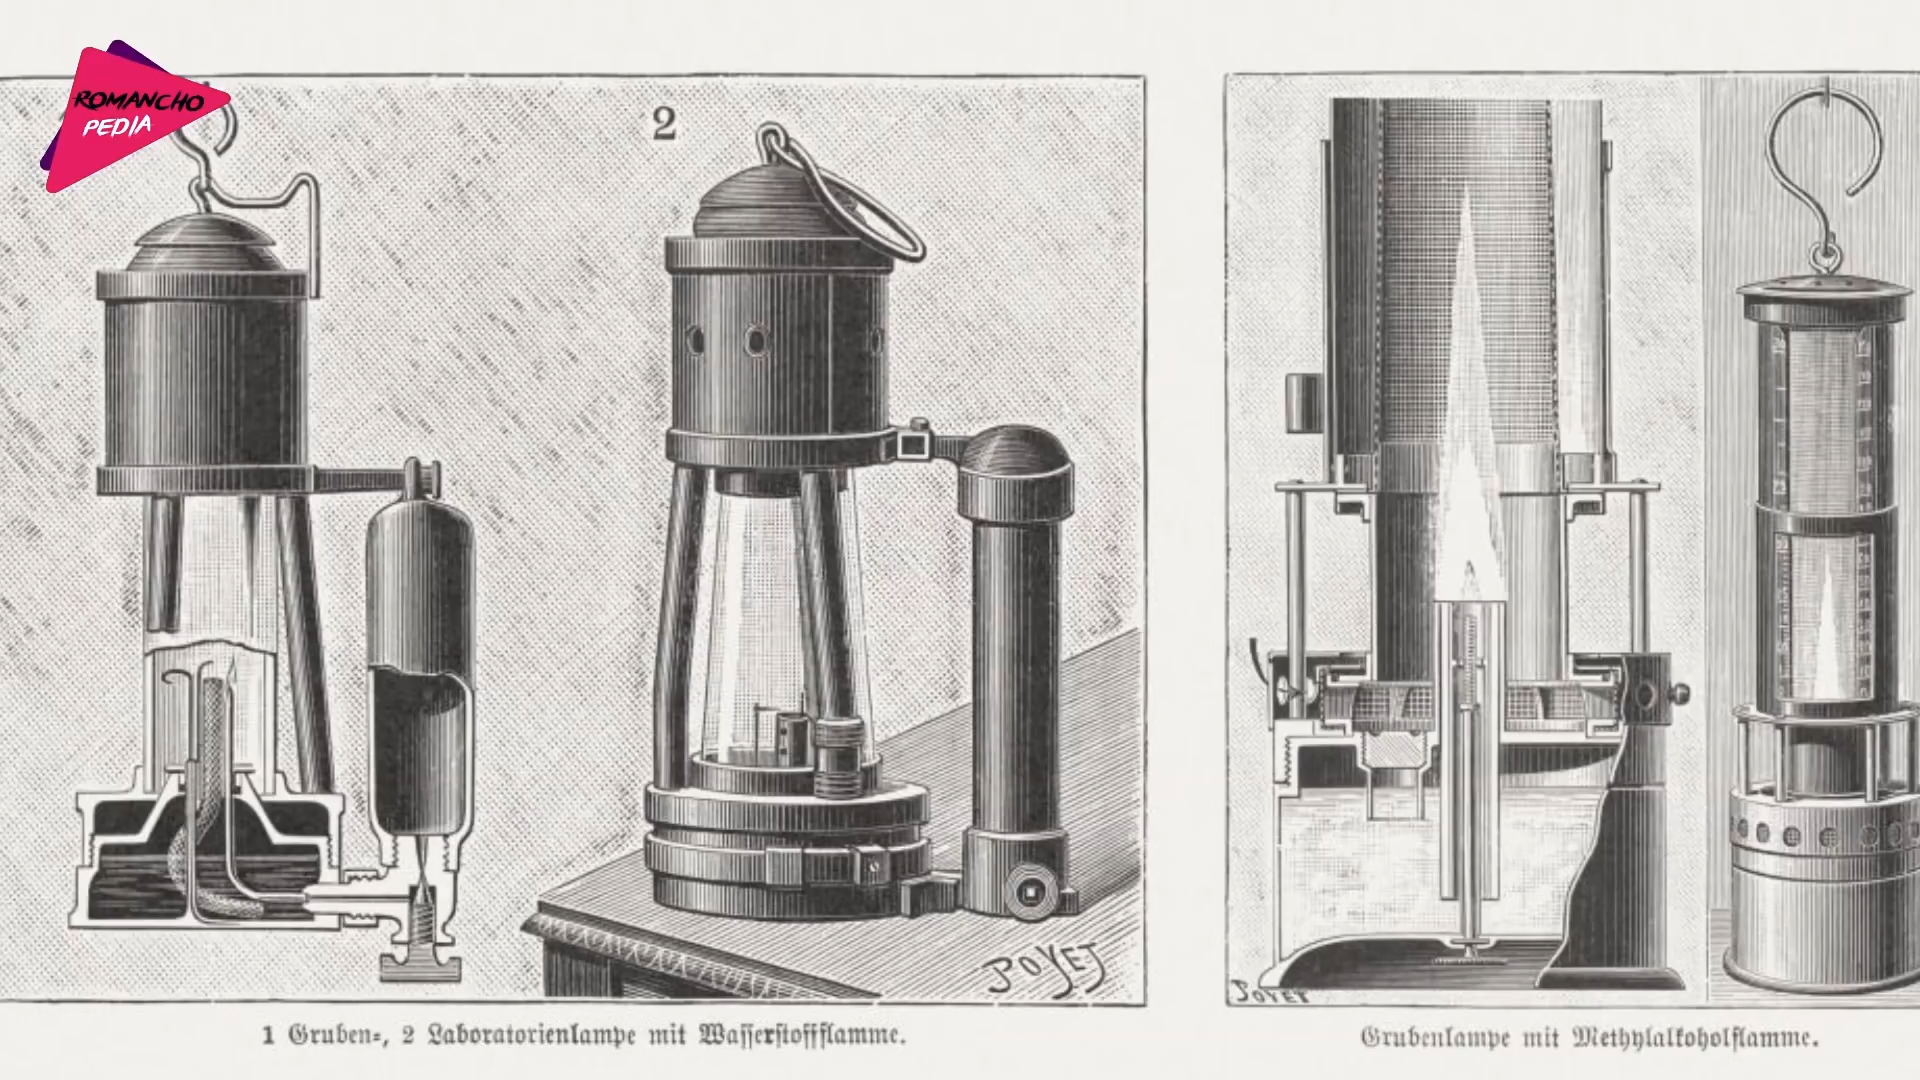 ROMANCHO
PEDIA
2
POYET
POYET
1 Gruben-, 2 Laboratorienlampe mit Wasserstoffflamme.
Grubenlampe mit Methylalkoholflamme.